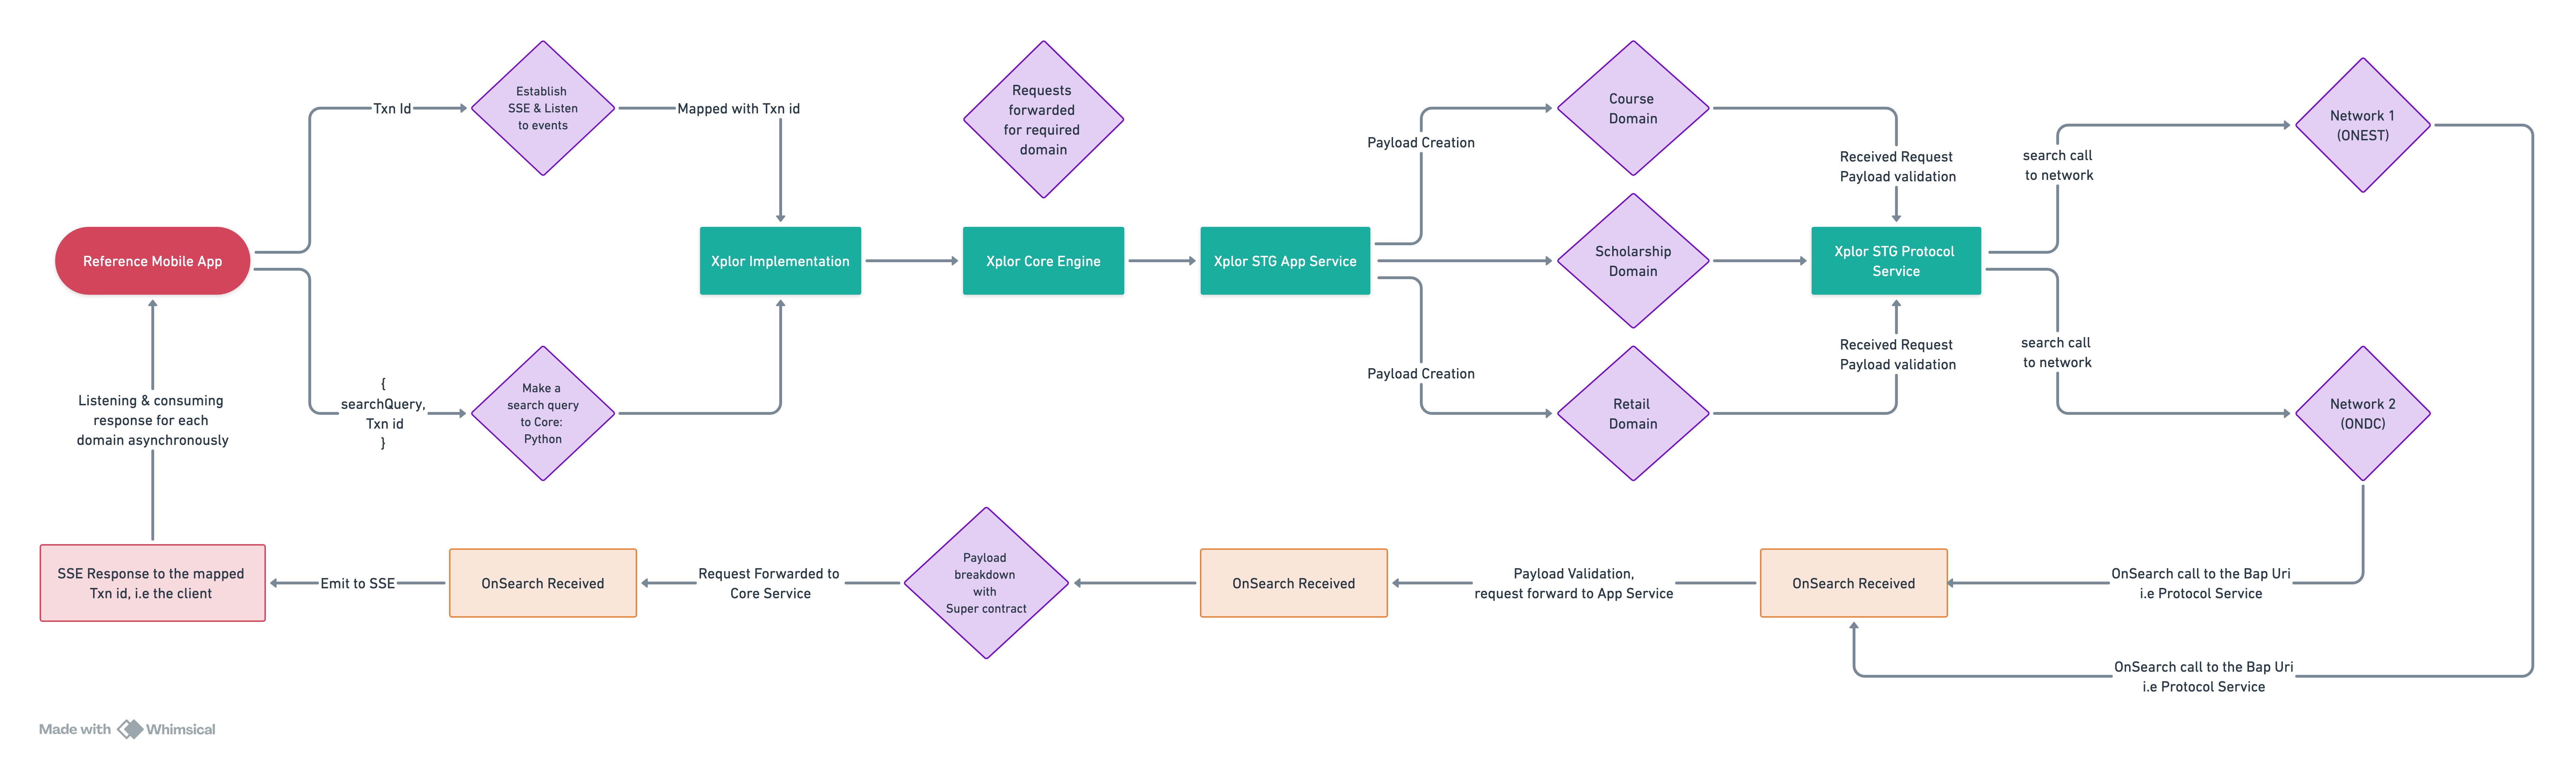 Establish
SSE & Listen
to events
Txn Id
Mapped with Txn id
Requests
forwarded
for required
domain
Course
Domain
Payload Creation
Received Request
Payload validation
search call
to network
Network 1
(ONEST)
Reference Mobile App
Xplor Implementation
Xplor Core Engine
Xplor STG App Service
Scholarship
Domain
Xplor STG Protocol
Service
Listening & consuming
response for each
domain asynchronously
{
searchQuery,
Txn id
}
Make a
search query
to Core:
Python
Payload Creation
Retail
Domain
Received Request
Payload validation
search call
to network
Network 2
(ONDC)
SSE Response to the mapped
Txn id, i.e the client
Emit to SSE
OnSearch Received
Request Forwarded to
Core Service
Payload
breakdown
with
Super contract
OnSearch Received
Payload Validation,
request forward to App Service
OnSearch Received
OnSearch call to the Bap Uri
i.e Protocol Service
OnSearch call to the Bap Uri
i.e Protocol Service
Made with Whimsical